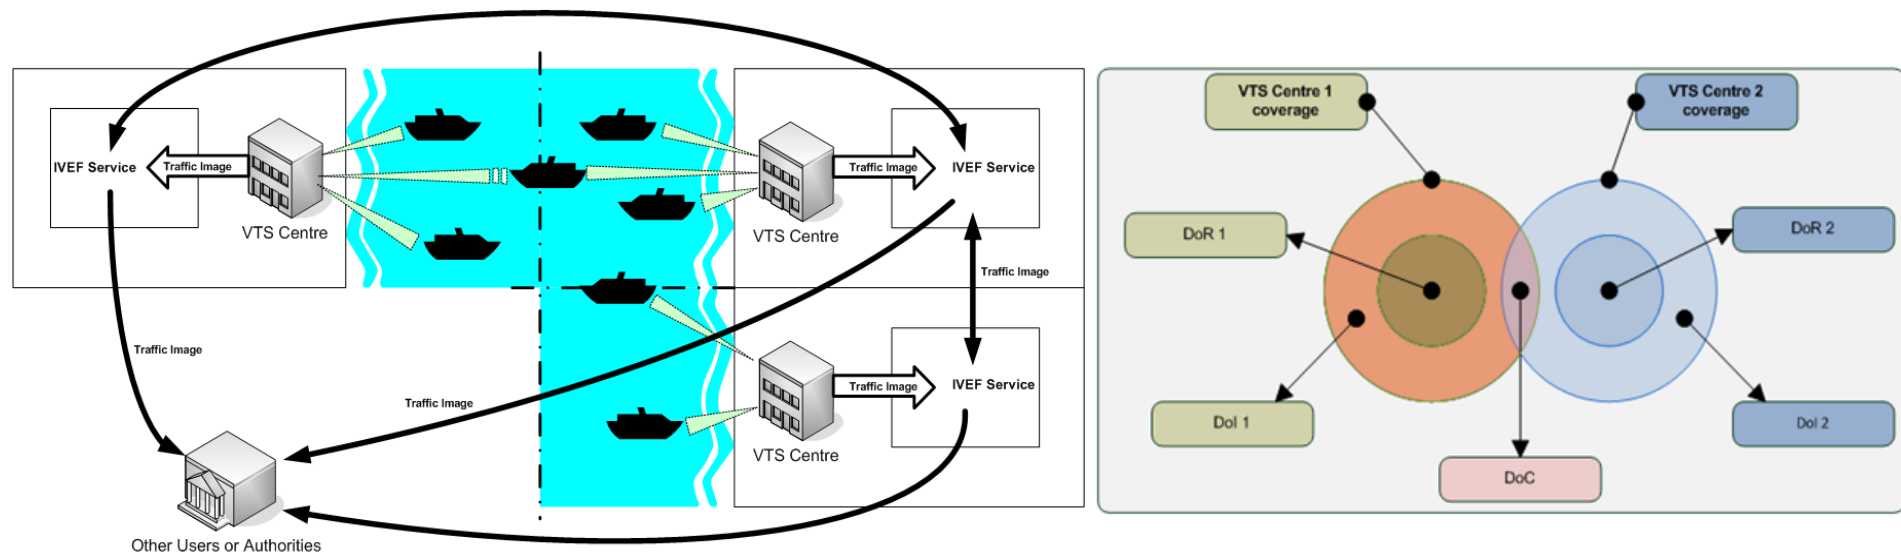 IVEF Service
Traffic Image
VTS Centre
Traffic Image
IVEF Service
VTS Centre
Traffic Image
Traffic Image
Traffic Image
Traffic Image
IVEF Service
VTS Centre
Other Users or Authorities
VTS Centre 1
coverage
VTS Centre 2
coverage
DoR 1
DoR 2
DoI 1
DoI 2
DoC